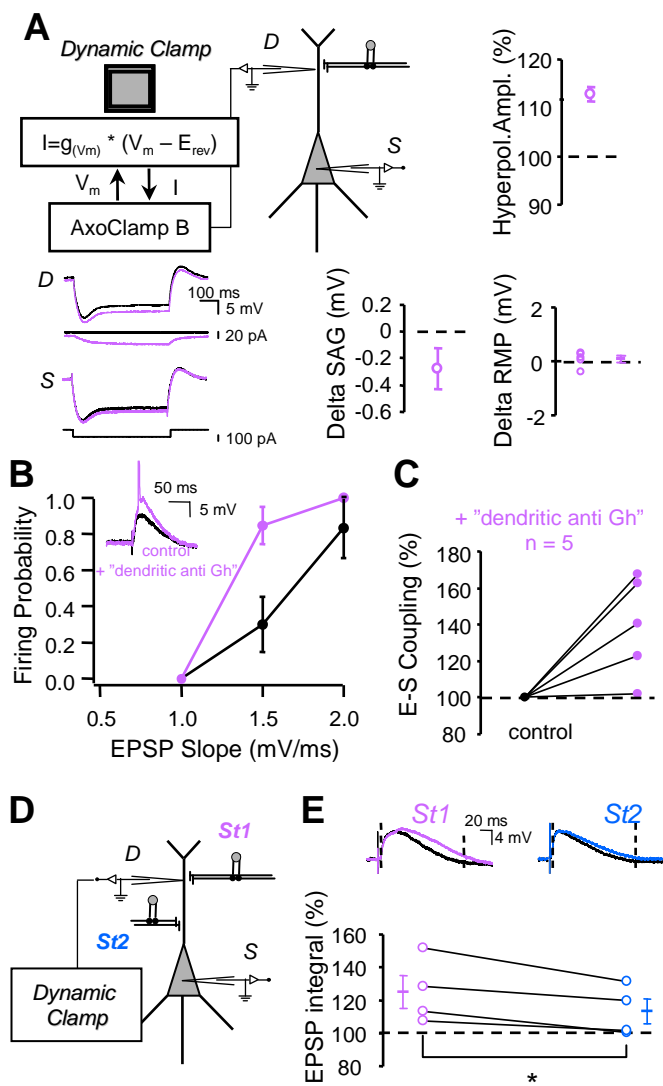 A
Dynamic Clamp
I=g(Vm) * (Vm – Erev)
Vm
I
AxoClamp B
D
S
Hyperpol.Ampl. (%)
120
110
100
90
D
100 ms
5 mV
20 pA
S
100 pA
Delta SAG (mV)
0.2
0
-0.2
-0.4
-0.6
Delta RMP (mV)
2
0
-2
B
50 ms
5 mV
control
+ "dendritic anti Gh"
Firing Probability
1.0
0.8
0.6
0.4
0.2
0.0
0.5
1.0
1.5
2.0
EPSP Slope (mV/ms)
C
+ "dendritic anti Gh"
n = 5
E-S Coupling (%)
180
160
140
120
100
80
control
D
St1
D
St2
S
Dynamic
Clamp
E
St1
20 ms
4 mV
St2
EPSP integral (%)
160
140
120
100
80
*